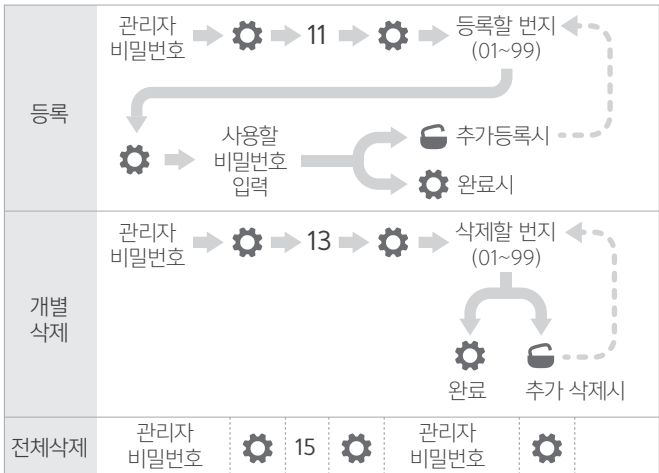 등록
관리자
비밀번호
11
등록할 번지
(01~99)
사용할
비밀번호
입력
추가등록시
완료시
개별
삭제
관리자
비밀번호
13
삭제할 번지
(01~99)
완료
추가 삭제시
전체삭제
관리자
비밀번호
15
관리자
비밀번호